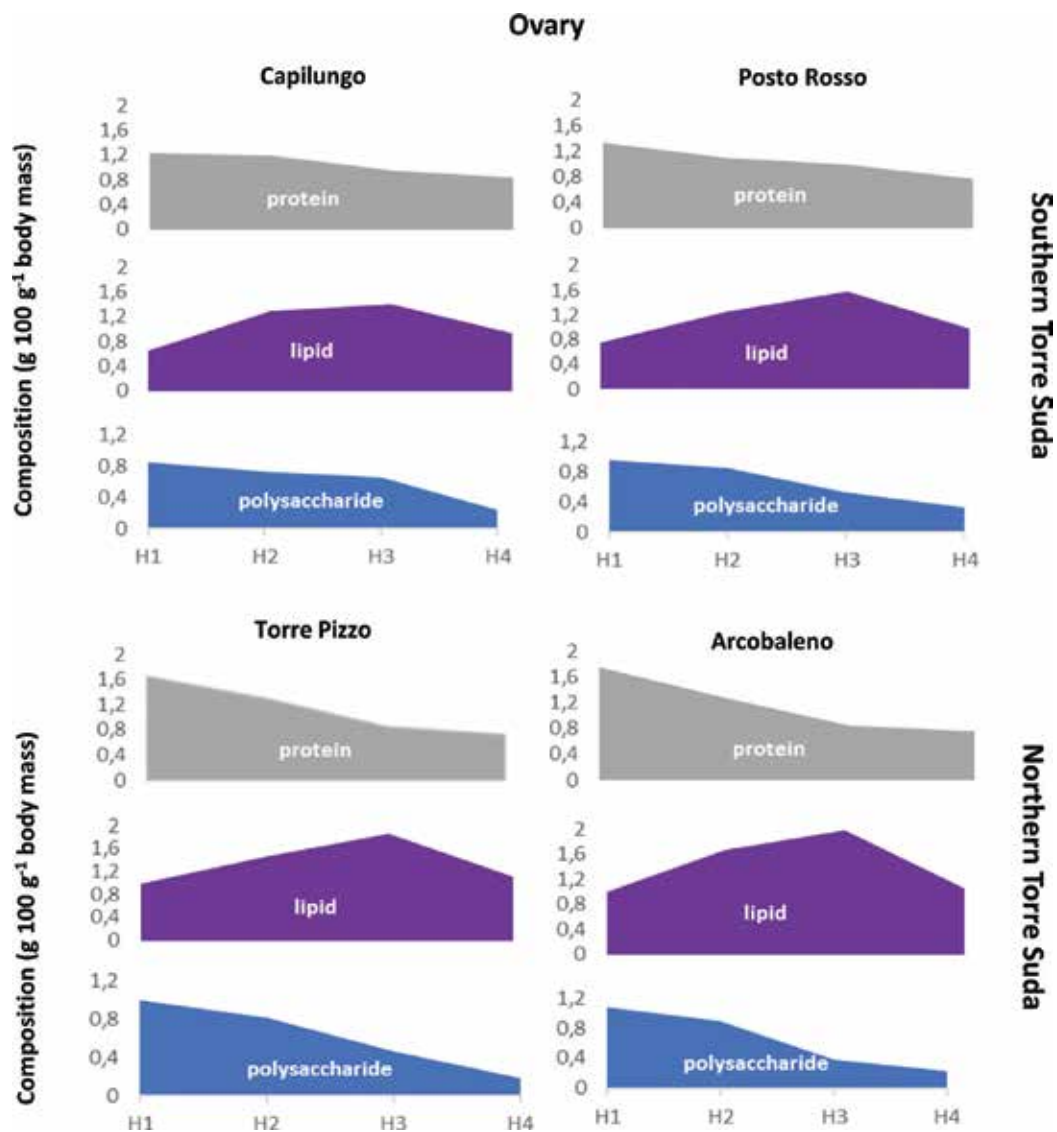 Ovary
Capilungo
Posto Rosso
Composition (g 100 g⁻¹ body mass)
2
1,6
1,2
0,8
0,4
0
protein
2
1,6
1,2
0,8
0,4
0
protein
Southern Torre Suda
2
1,6
1,2
0,8
0,4
0
lipid
2
1,6
1,2
0,8
0,4
0
lipid
1,2
0,8
0,4
0
polysaccharide
H1 H2 H3 H4
1,2
0,8
0,4
0
polysaccharide
H1 H2 H3 H4
Torre Pizzo
Arcobaleno
Composition (g 100 g⁻¹ body mass)
2
1,6
1,2
0,8
0,4
0
protein
2
1,6
1,2
0,8
0,4
0
protein
Northern Torre Suda
2
1,6
1,2
0,8
0,4
0
lipid
2
1,6
1,2
0,8
0,4
0
lipid
1,2
0,8
0,4
0
polysaccharide
H1 H2 H3 H4
1,2
0,8
0,4
0
polysaccharide
H1 H2 H3 H4